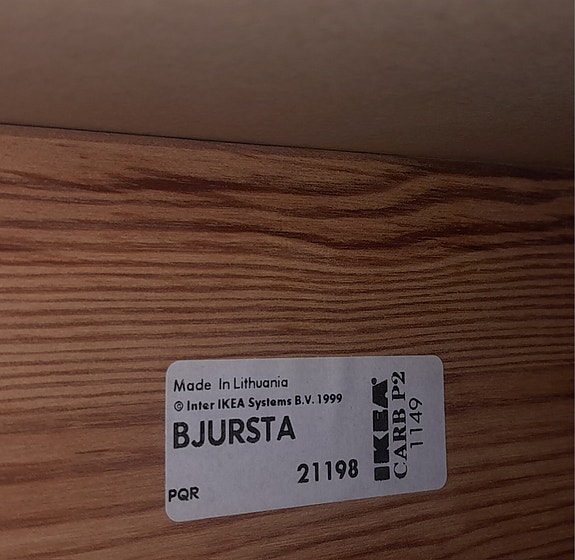 Made In Lithuania
© Inter IKEA Systems B.V. 1999
BJURSTA
21198
PQR
IKEA®
CARB P2
1149